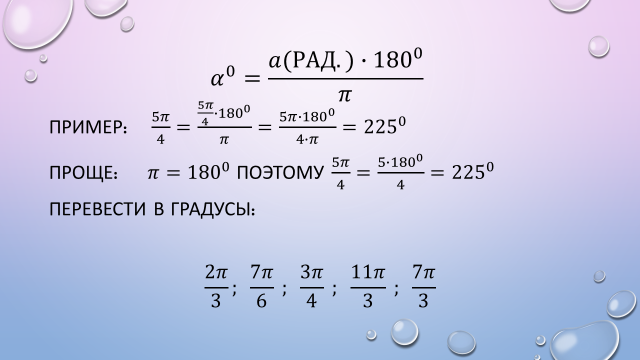 α⁰ = a(РАД.)·180⁰ / π
ПРИМЕР: 5π/4 = (5π/4·180⁰)/π = 5π·180⁰/4·π = 225⁰
ПРОЩЕ: π = 180⁰ ПОЭТОМУ 5π/4 = 5·180⁰/4 = 225⁰
ПЕРЕВЕСТИ В ГРАДУСЫ:
2π/3 ; 7π/6 ; 3π/4 ; 11π/3 ; 7π/3